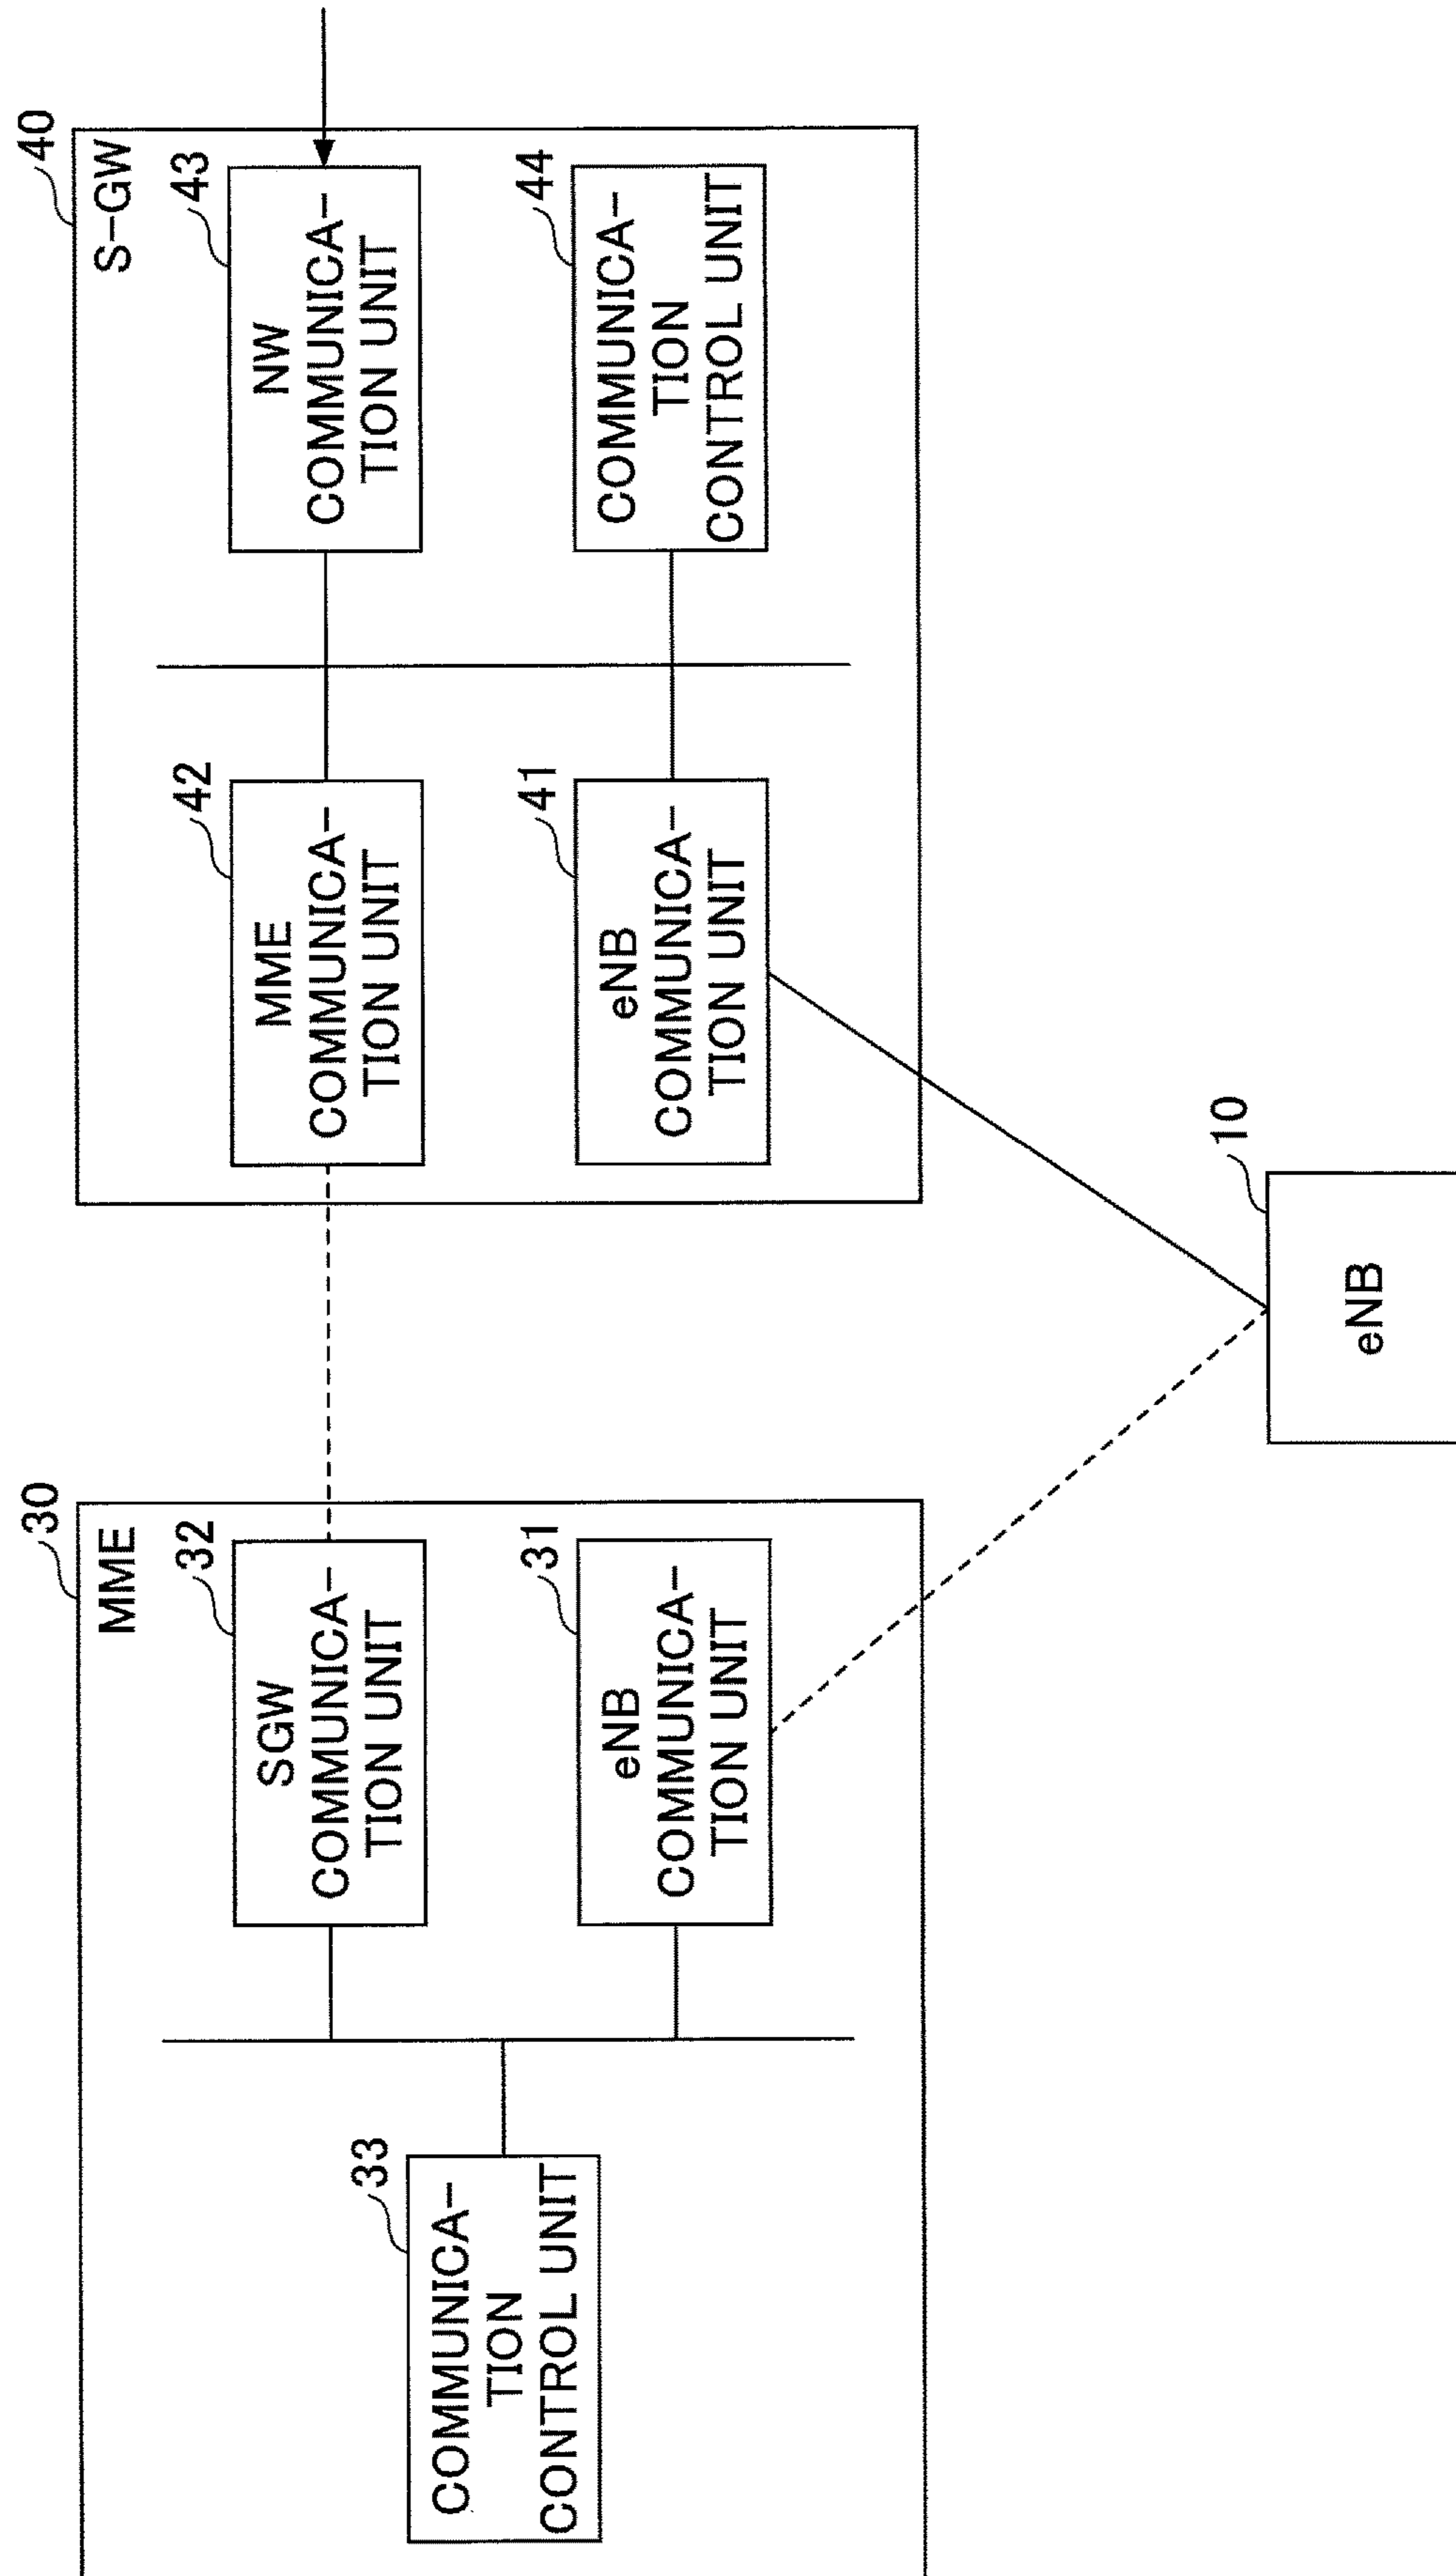 30
MME
32
SGW
COMMUNICA-
TION UNIT
33
COMMUNICA-
TION
CONTROL UNIT
31
eNB
COMMUNICA-
TION UNIT
40
S-GW
42
MME
COMMUNICA-
TION UNIT
43
NW
COMMUNICA-
TION UNIT
41
eNB
COMMUNICA-
TION UNIT
44
COMMUNICA-
TION
CONTROL UNIT
10
eNB